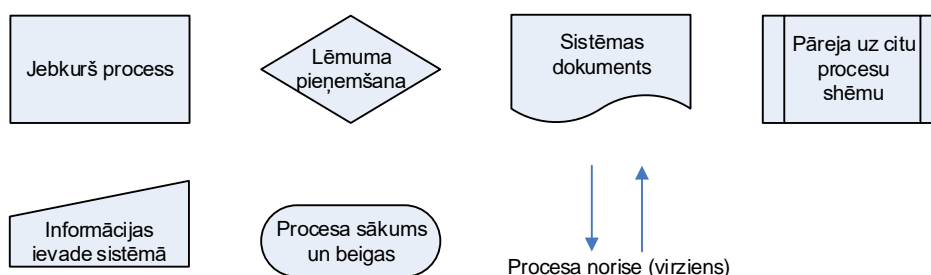 Jebkurš process
Lēmuma
pieņemšana
Sistēmas
dokuments
Pāreja uz citu
procesu
shēmu
Informācijas
ievade sistēmā
Procesa sākums
un beigas
Procesa norise (virziens)